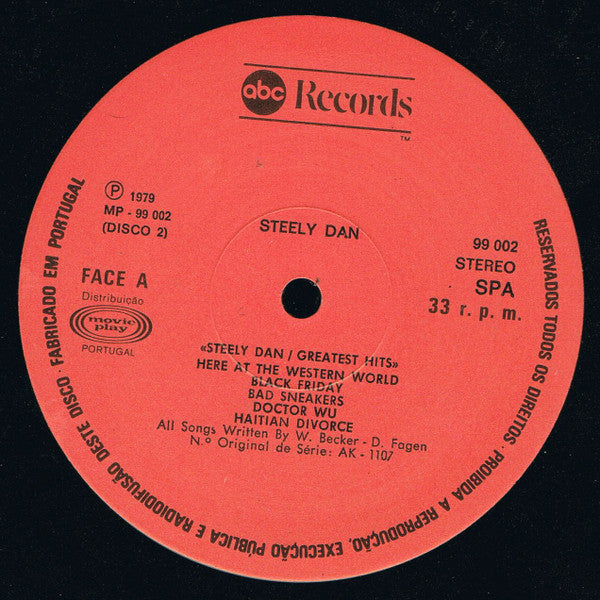 abc Records
TM
℗ 1979
MP - 99 002
(DISCO 2)
STEELY DAN
99 002
STEREO
SPA
33 r. p. m.
FACE A
Distribuição
movie play
PORTUGAL
«STEELY DAN / GREATEST HITS»
HERE AT THE WESTERN WORLD
BLACK FRIDAY
BAD SNEAKERS
DOCTOR WU
HAITIAN DIVORCE
All Songs Written By W. Becker - D. Fagen
N.º Original de Série: AK - 1107
RESERVADOS TODOS OS DIREITOS. PROIBIDA A REPRODUÇÃO, EXECUÇÃO PÚBLICA E RADIODIFUSÃO DESTE DISCO · FABRICADO EM PORTUGAL